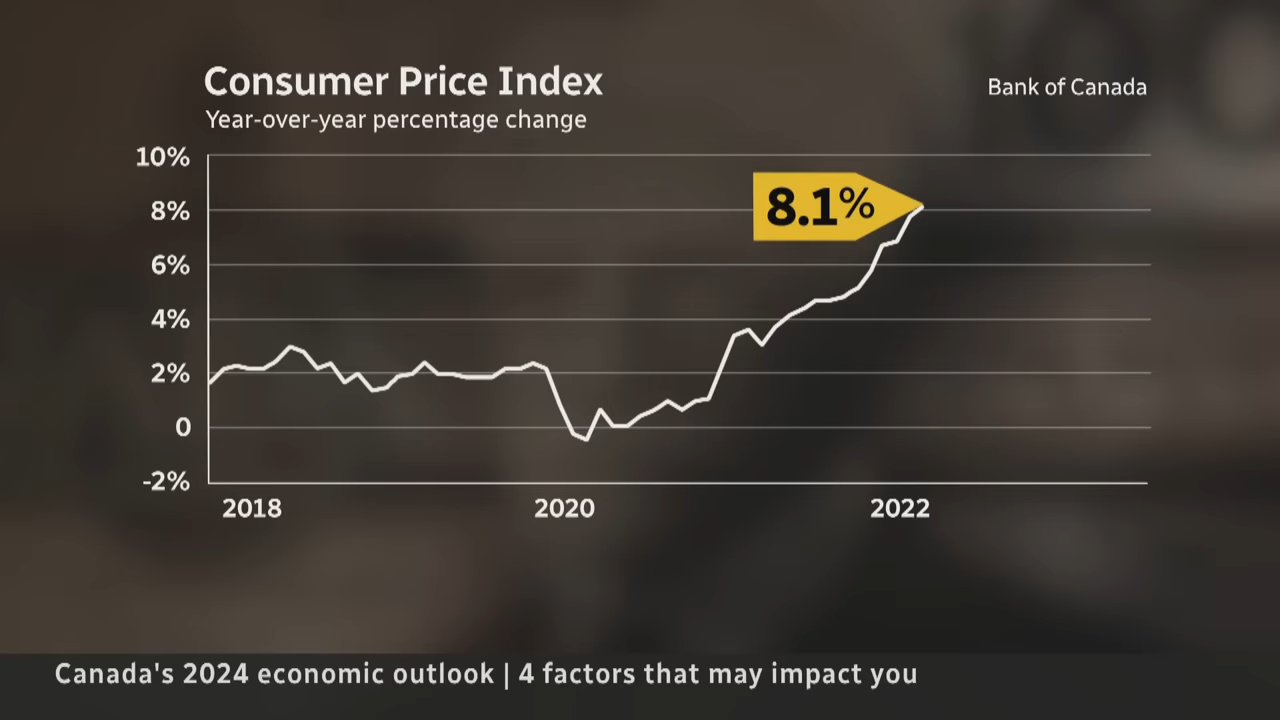 Consumer Price Index
Bank of Canada
Year-over-year percentage change
10%
8%
6%
4%
2%
0
-2%
8.1%
2018
2020
2022
Canada's 2024 economic outlook | 4 factors that may impact you